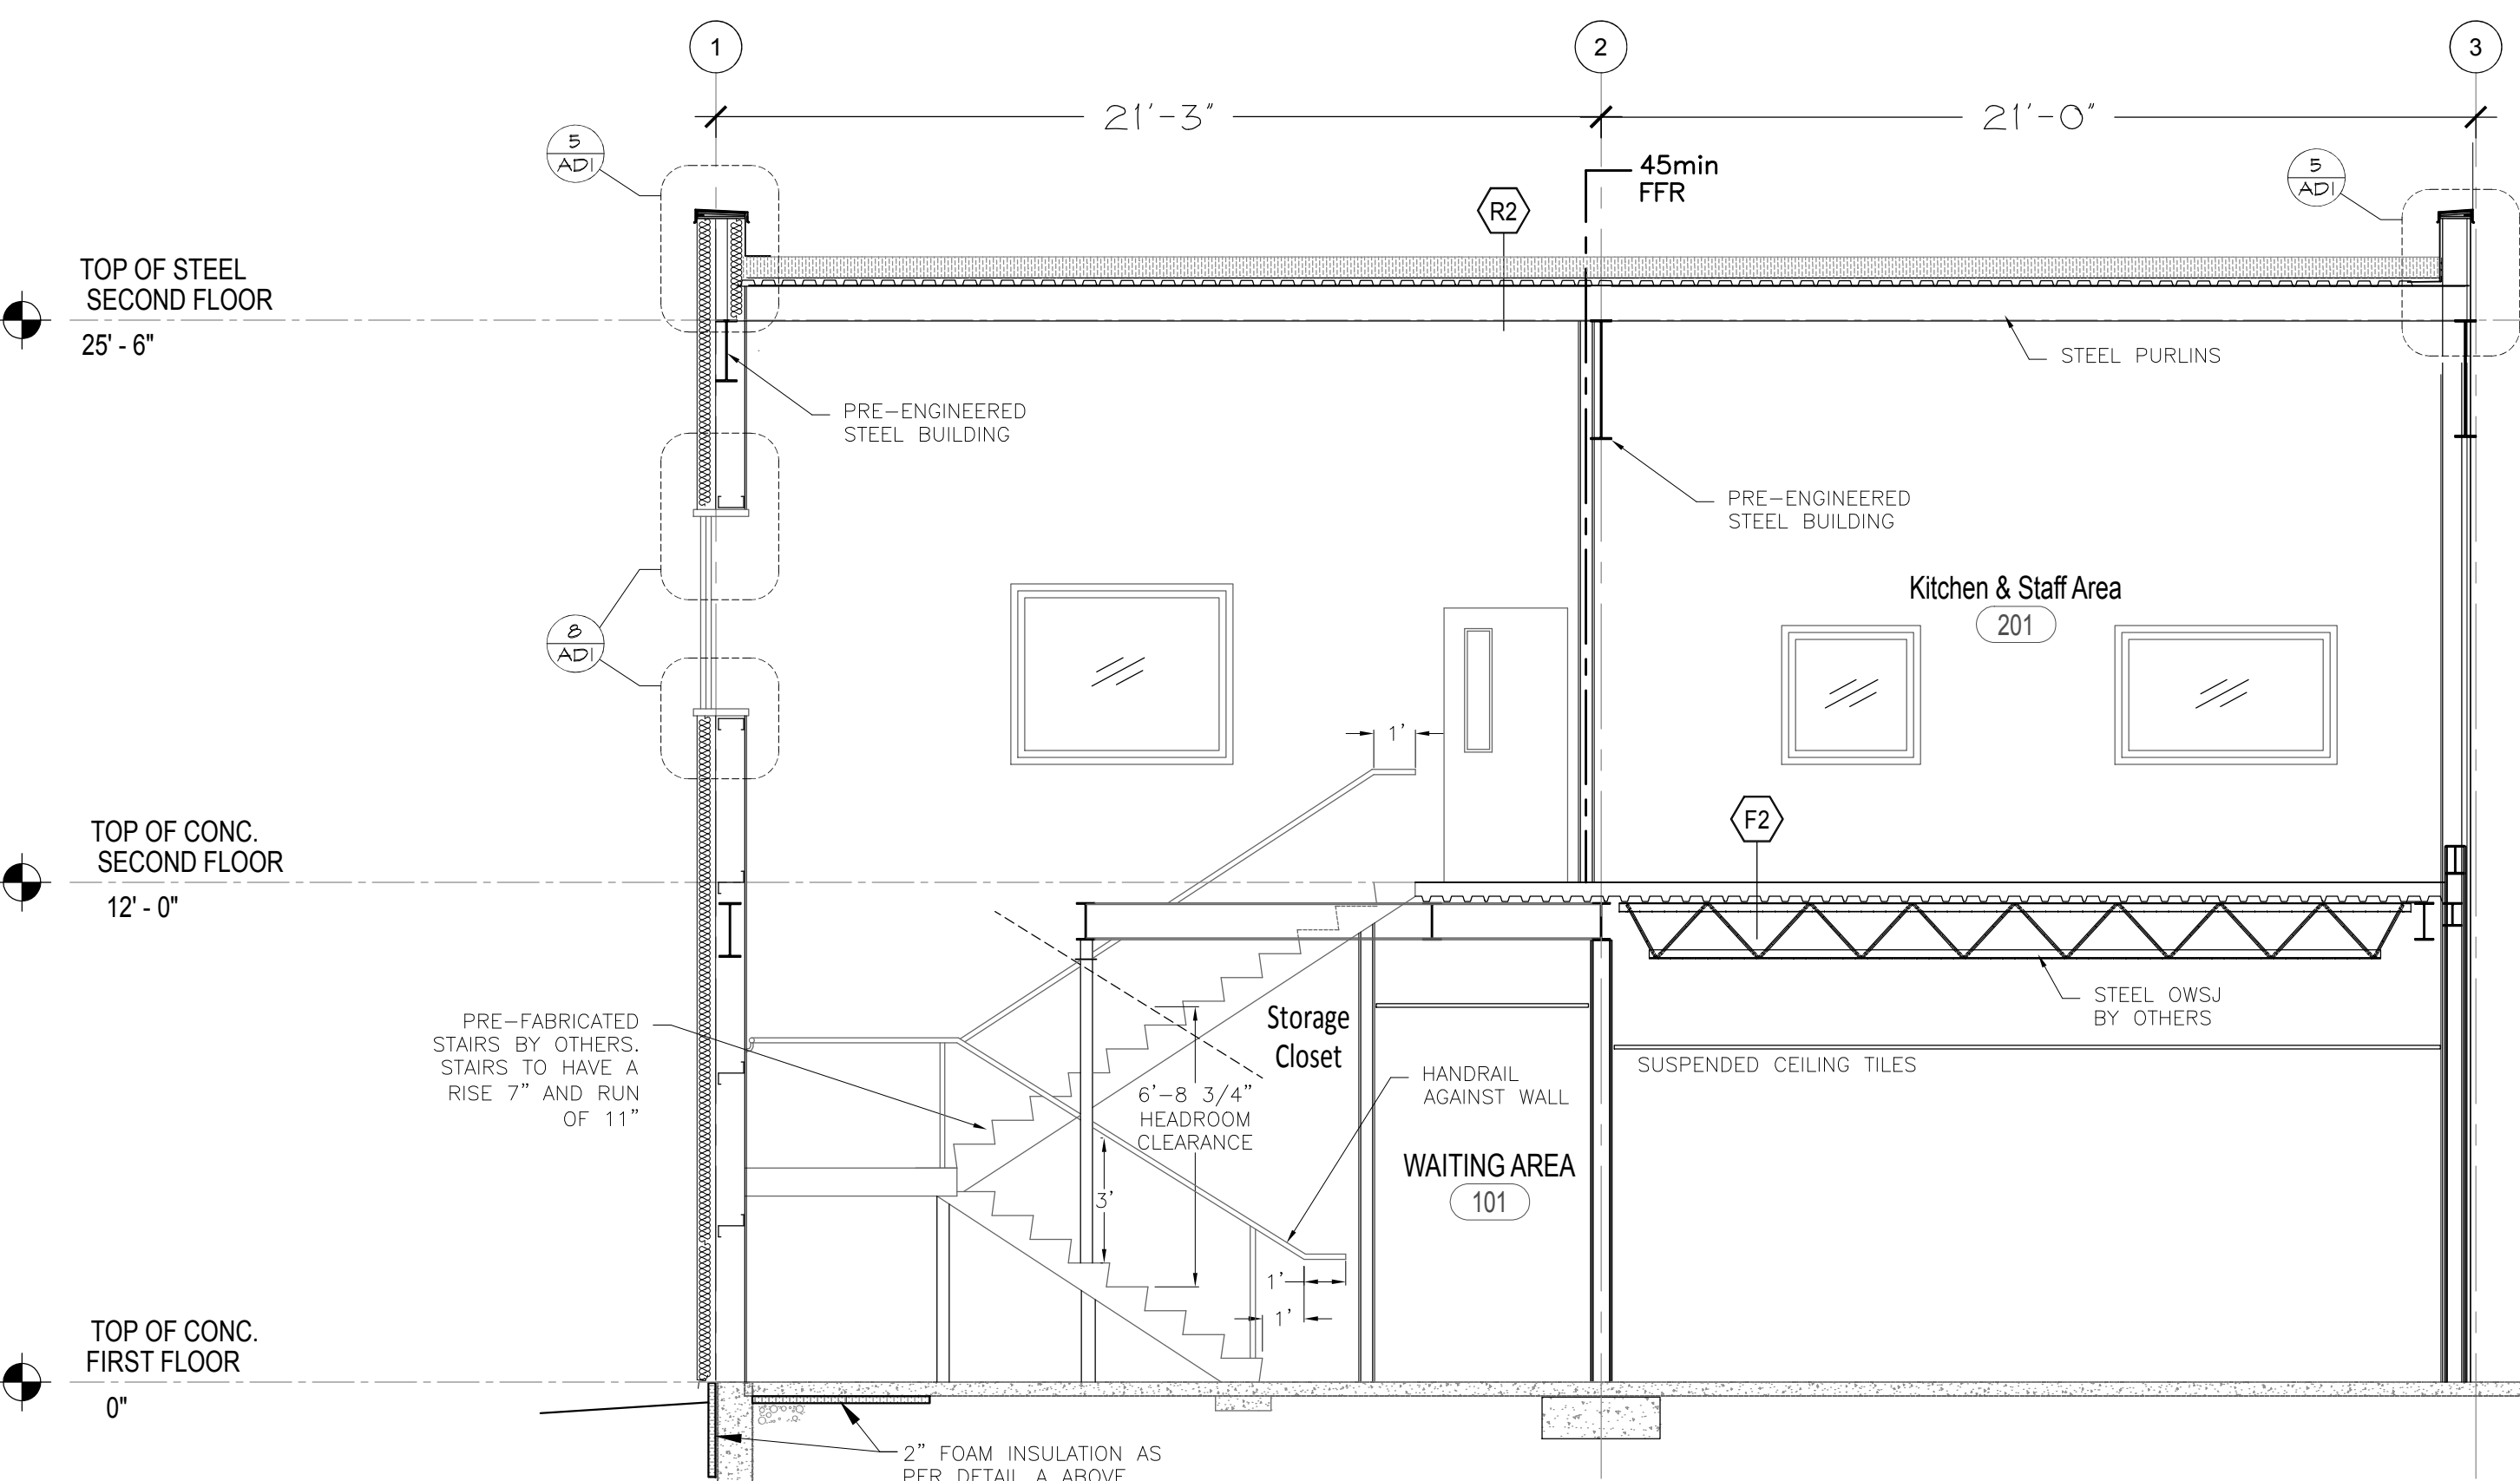 1
2
3
21'-3"
21'-0"
5
ADI
45min
FFR
5
ADI
R2
TOP OF STEEL
SECOND FLOOR
25' - 6"
STEEL PURLINS
PRE-ENGINEERED
STEEL BUILDING
PRE-ENGINEERED
STEEL BUILDING
Kitchen & Staff Area
201
8
ADI
1'
F2
TOP OF CONC.
SECOND FLOOR
12' - 0"
STEEL OWSJ
BY OTHERS
Storage
Closet
PRE-FABRICATED
STAIRS BY OTHERS.
STAIRS TO HAVE A
RISE 7" AND RUN
OF 11"
SUSPENDED CEILING TILES
HANDRAIL
AGAINST WALL
6'-8 3/4"
HEADROOM
CLEARANCE
WAITING AREA
101
3'
1'
1'
TOP OF CONC.
FIRST FLOOR
0"
2" FOAM INSULATION AS
PER DETAIL A ABOVE